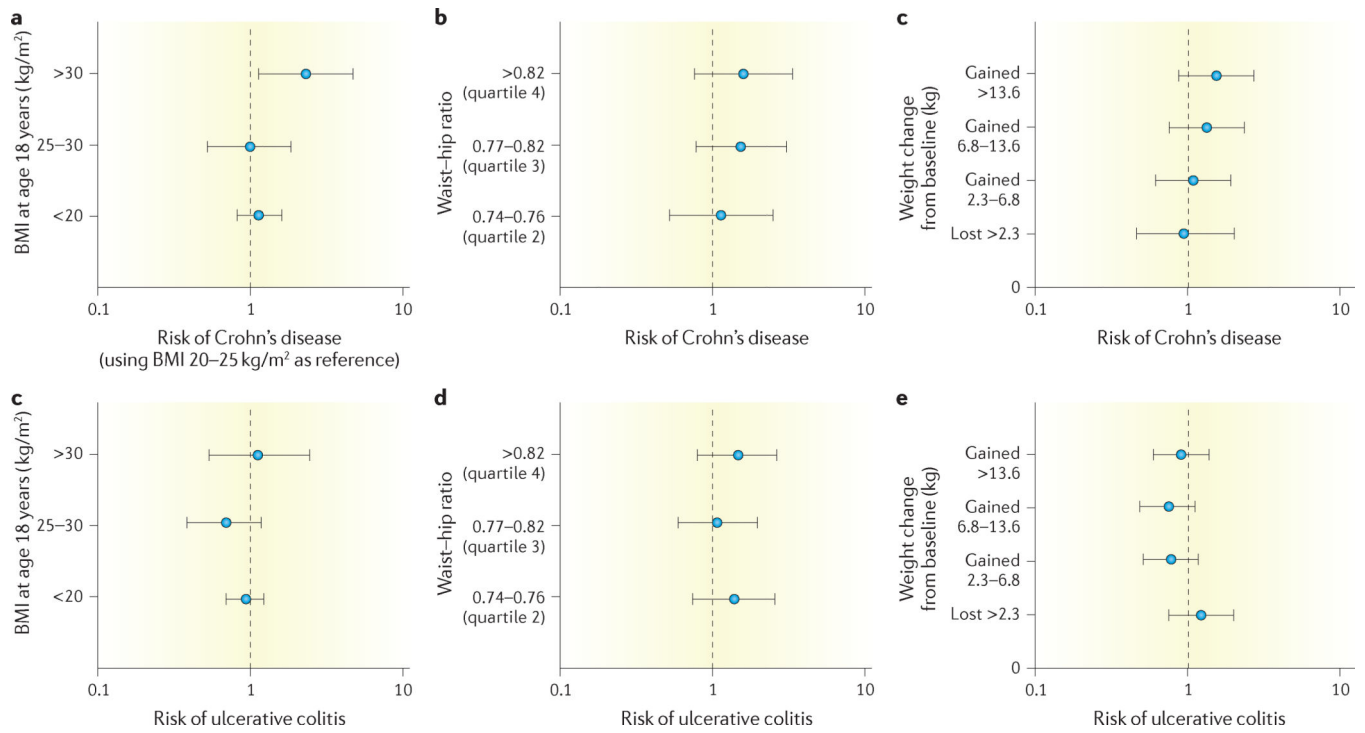 a
BMI at age 18 years (kg/m²)
>30
25–30
<20
0.1
1
10
Risk of Crohn's disease
(using BMI 20–25 kg/m² as reference)
b
Waist–hip ratio
>0.82
(quartile 4)
0.77–0.82
(quartile 3)
0.74–0.76
(quartile 2)
0.1
1
10
Risk of Crohn's disease
c
Weight change
from baseline (kg)
Gained
>13.6
Gained
6.8–13.6
Gained
2.3–6.8
Lost >2.3
0
0.1
1
10
Risk of Crohn's disease
c
BMI at age 18 years (kg/m²)
>30
25–30
<20
0.1
1
10
Risk of ulcerative colitis
d
Waist–hip ratio
>0.82
(quartile 4)
0.77–0.82
(quartile 3)
0.74–0.76
(quartile 2)
0.1
1
10
Risk of ulcerative colitis
e
Weight change
from baseline (kg)
Gained
>13.6
Gained
6.8–13.6
Gained
2.3–6.8
Lost >2.3
0
0.1
1
10
Risk of ulcerative colitis